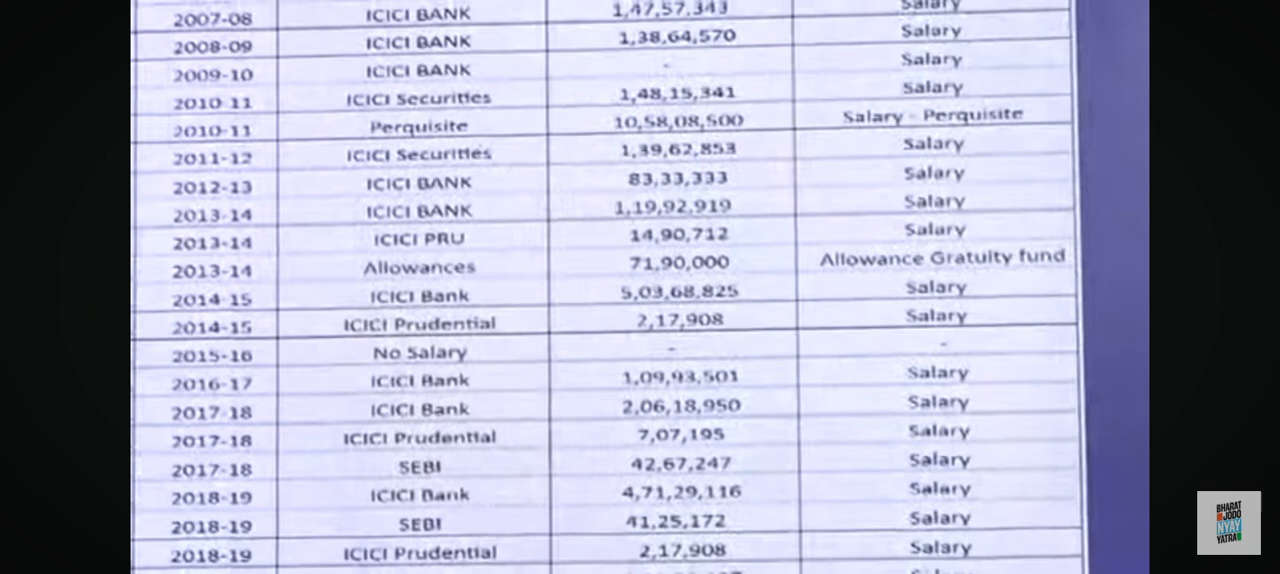 2007-08 ICICI BANK 1,47,57,343 Salary
2008-09 ICICI BANK 1,38,64,570 Salary
2009-10 ICICI BANK - Salary
2010-11 ICICI Securities 1,48,15,341 Salary
2010-11 Perquisite 10,58,08,500 Salary - Perquisite
2011-12 ICICI Securities 1,39,62,853 Salary
2012-13 ICICI BANK 83,33,333 Salary
2013-14 ICICI BANK 1,19,92,919 Salary
2013-14 ICICI PRU 14,90,712 Salary
2013-14 Allowances 71,90,000 Allowance Gratuity fund
2014-15 ICICI Bank 5,03,68,825 Salary
2014-15 ICICI Prudential 2,17,908 Salary
2015-16 No Salary - -
2016-17 ICICI Bank 1,09,93,501 Salary
2017-18 ICICI Bank 2,06,18,950 Salary
2017-18 ICICI Prudential 7,07,195 Salary
2017-18 SEBI 42,67,247 Salary
2018-19 ICICI Bank 4,71,29,116 Salary
2018-19 SEBI 41,25,172 Salary
2018-19 ICICI Prudential 2,17,908 Salary
BHARAT
JODO
NYAY
YATRA